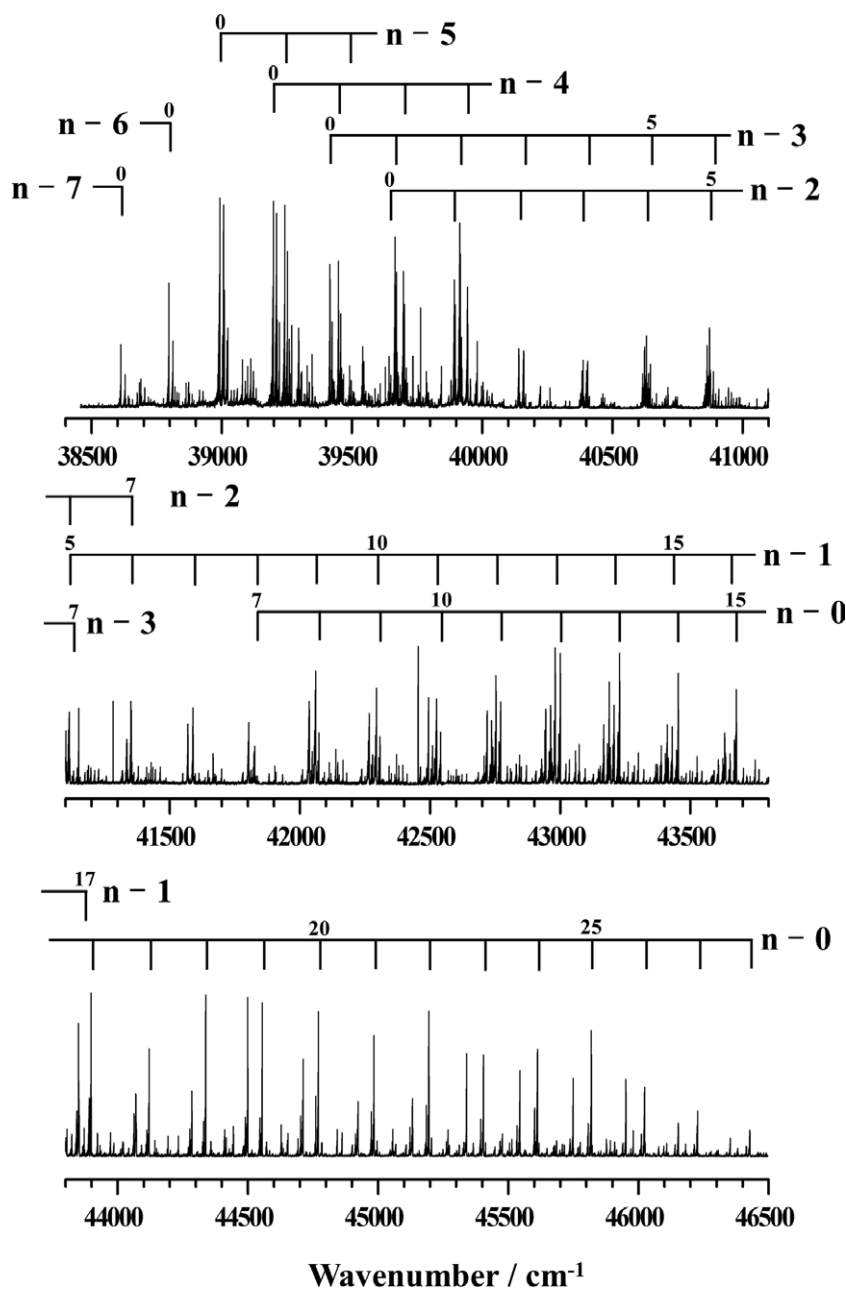 0
n − 5
0
n − 4
n − 6 0
0 5
n − 3
n − 7 0
0 5
n − 2
38500 39000 39500 40000 40500 41000
7
n − 2
5 10 15
n − 1
7
n − 3
7 10 15
n − 0
41500 42000 42500 43000 43500
17
n − 1
20 25
n − 0
44000 44500 45000 45500 46000 46500
Wavenumber / cm⁻¹